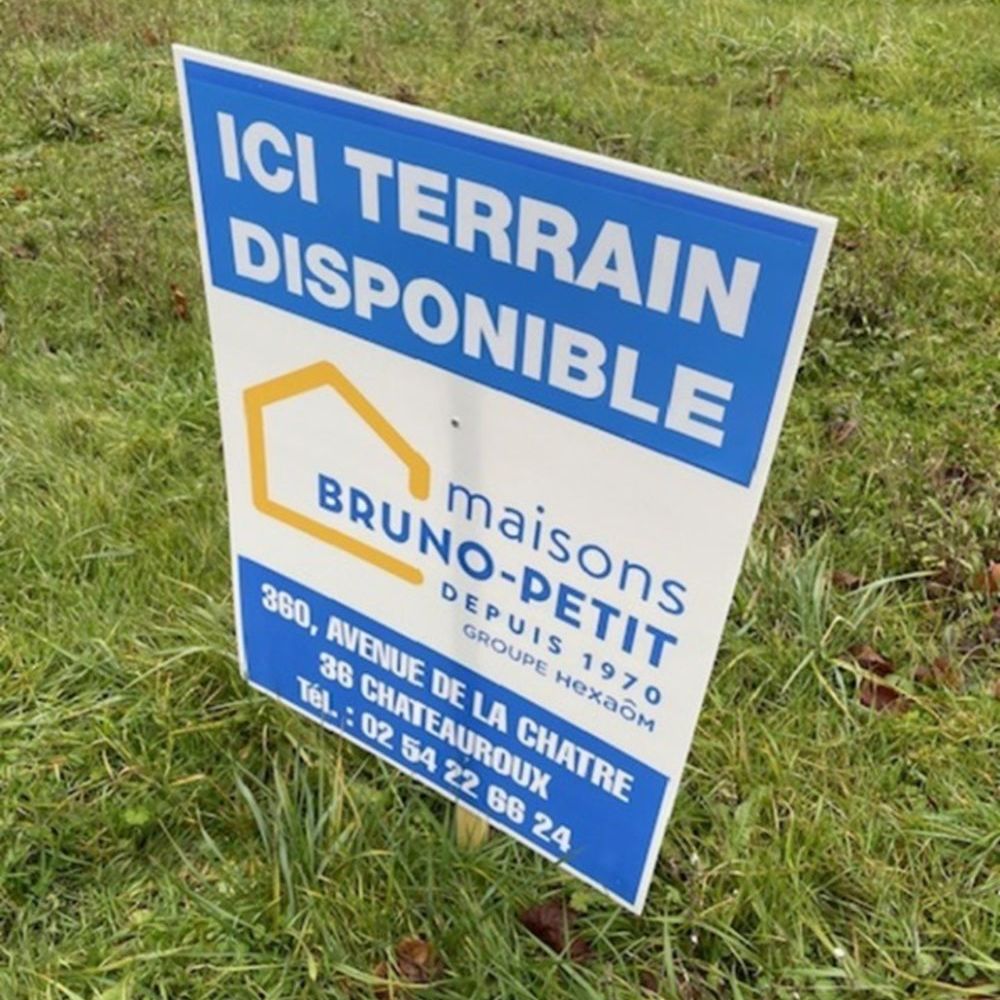 ICI TERRAIN
DISPONIBLE
maisons
BRUNO-PETIT
DEPUIS 1970
GROUPE HexaôM
360, AVENUE DE LA CHATRE
36 CHATEAUROUX
Tél. : 02 54 22 66 24